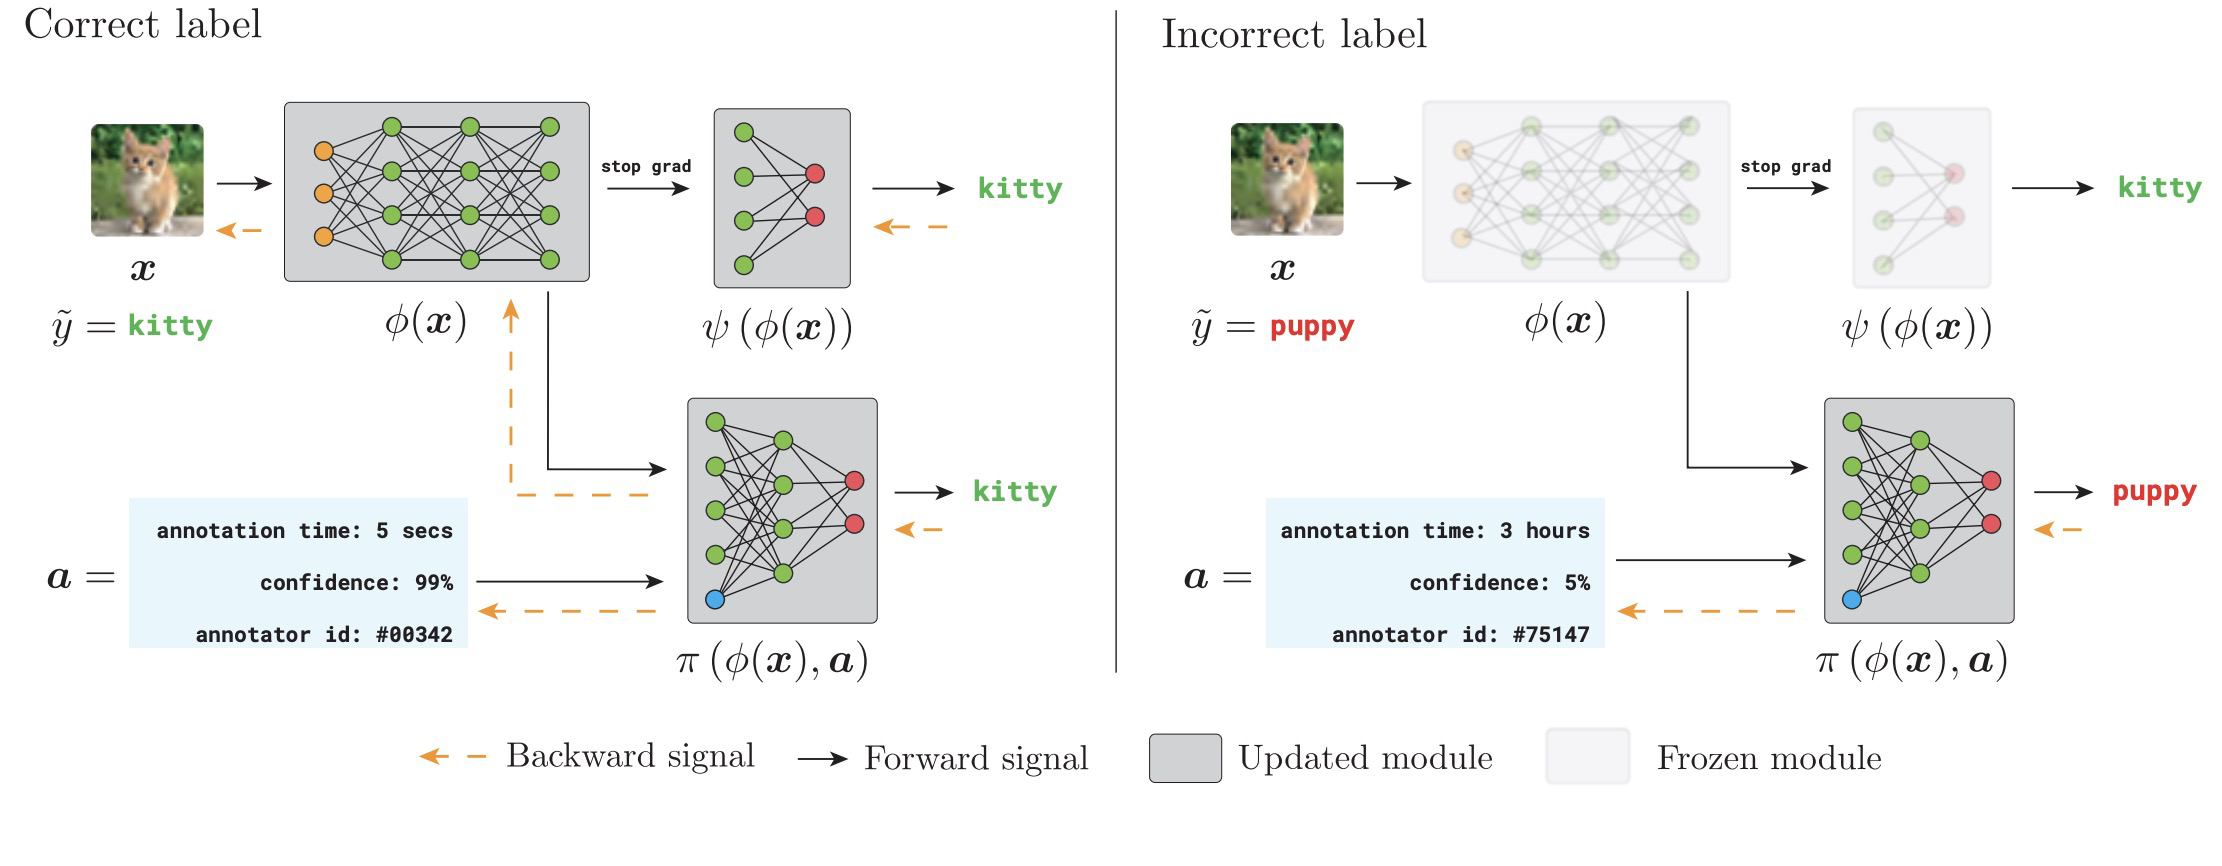 Correct label
stop grad
kitty
x
ỹ = kitty
ϕ(x)
ψ (ϕ(x))
kitty
a =
annotation time: 5 secs
confidence: 99%
annotator id: #00342
π (ϕ(x), a)
Incorrect label
stop grad
kitty
x
ỹ = puppy
ϕ(x)
ψ (ϕ(x))
puppy
a =
annotation time: 3 hours
confidence: 5%
annotator id: #75147
π (ϕ(x), a)
Backward signal
Forward signal
Updated module
Frozen module